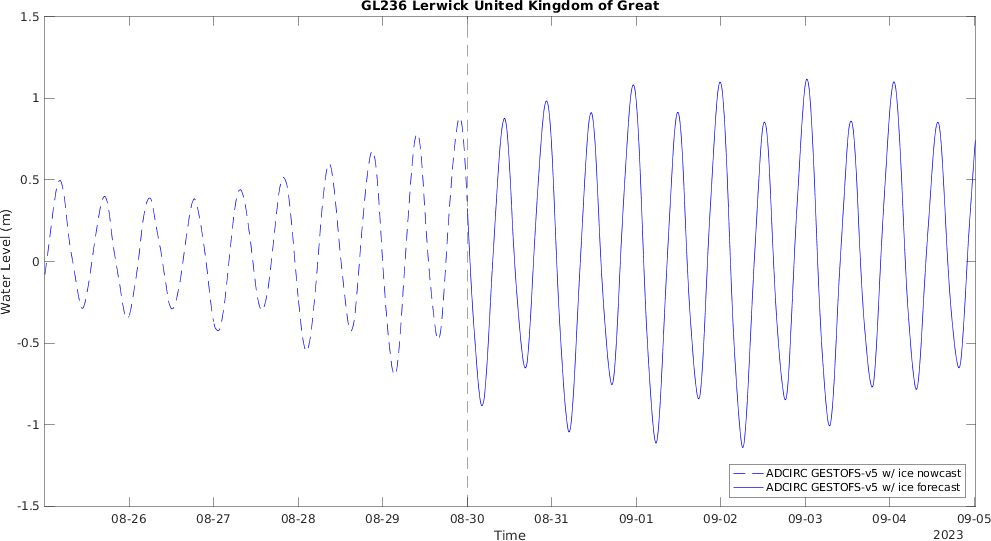 GL236 Lerwick United Kingdom of Great
1.5
1
0.5
0
-0.5
-1
-1.5
Water Level (m)
ADCIRC GESTOFS-v5 w/ ice nowcast
ADCIRC GESTOFS-v5 w/ ice forecast
08-26 08-27 08-28 08-29 08-30 08-31 09-01 09-02 09-03 09-04 09-05
Time
2023